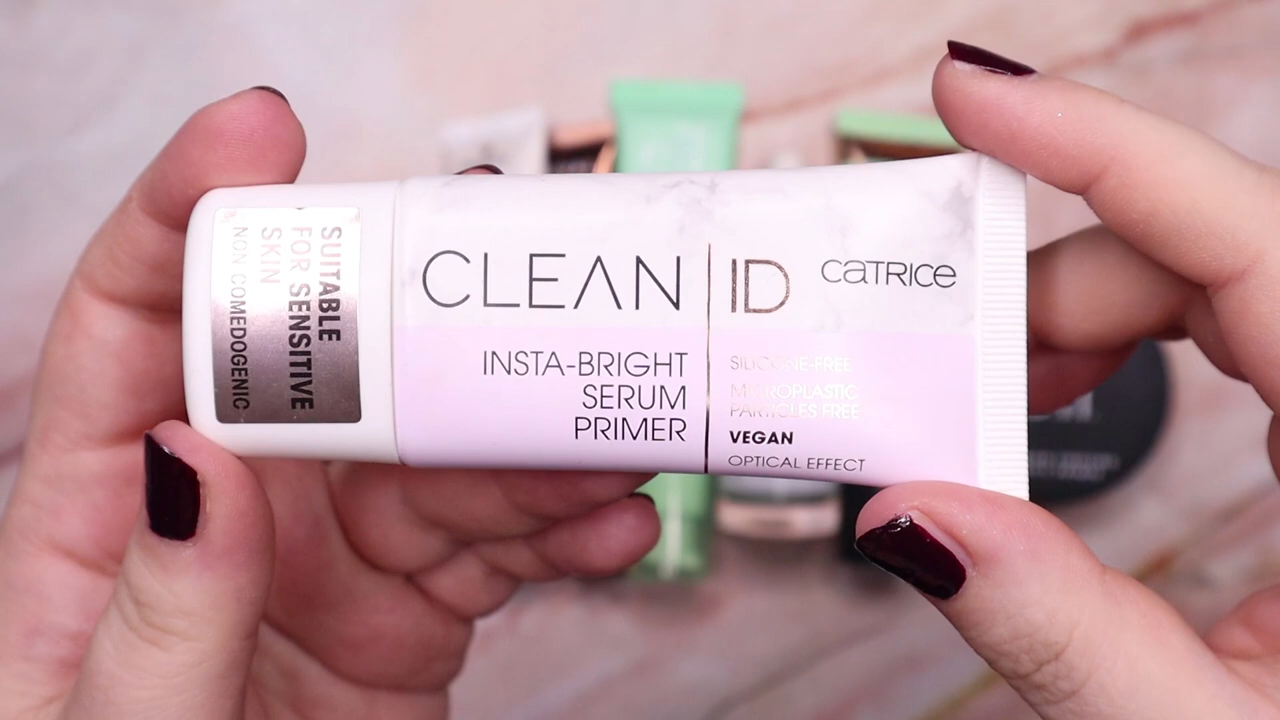 SUITABLE
FOR SENSITIVE
SKIN
NON COMEDOGENIC
CLEAN ID
CATRICE
INSTA-BRIGHT
SERUM
PRIMER
SILICONE-FREE
MICROPLASTIC
PARTICLES FREE
VEGAN
OPTICAL EFFECT